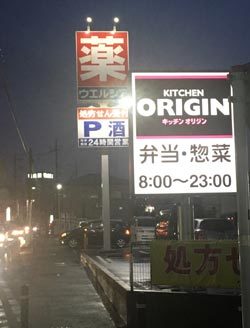 薬
ウエルシア
処方せん受付
P 酒
24時間営業
KITCHEN
ORIGIN
キッチン オリジン
弁当・惣菜
8:00～23:00
処方せ